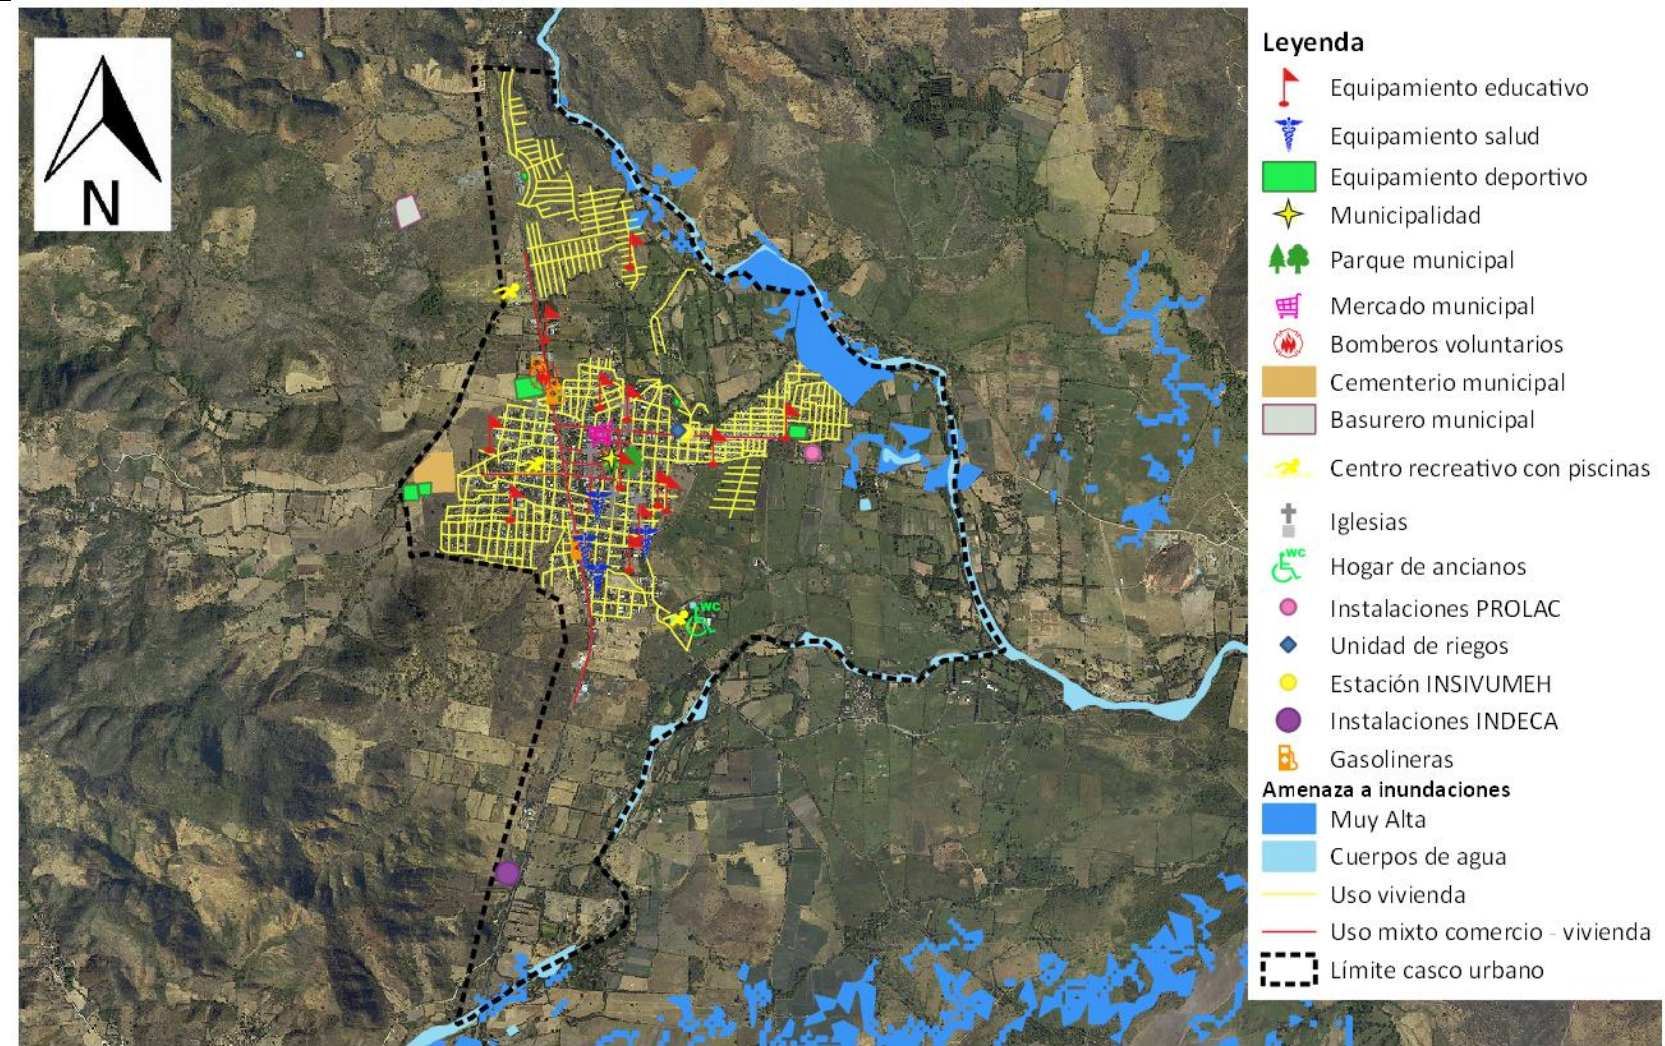 N
Leyenda
Equipamiento educativo
Equipamiento salud
Equipamiento deportivo
Municipalidad
Parque municipal
Mercado municipal
Bomberos voluntarios
Cementerio municipal
Basurero municipal
Centro recreativo con piscinas
Iglesias
WC
Hogar de ancianos
Instalaciones PROLAC
Unidad de riegos
Estación INSIVUMEH
Instalaciones INDECA
Gasolineras
Amenaza a inundaciones
Muy Alta
Cuerpos de agua
Uso vivienda
Uso mixto comercio - vivienda
Límite casco urbano
WC